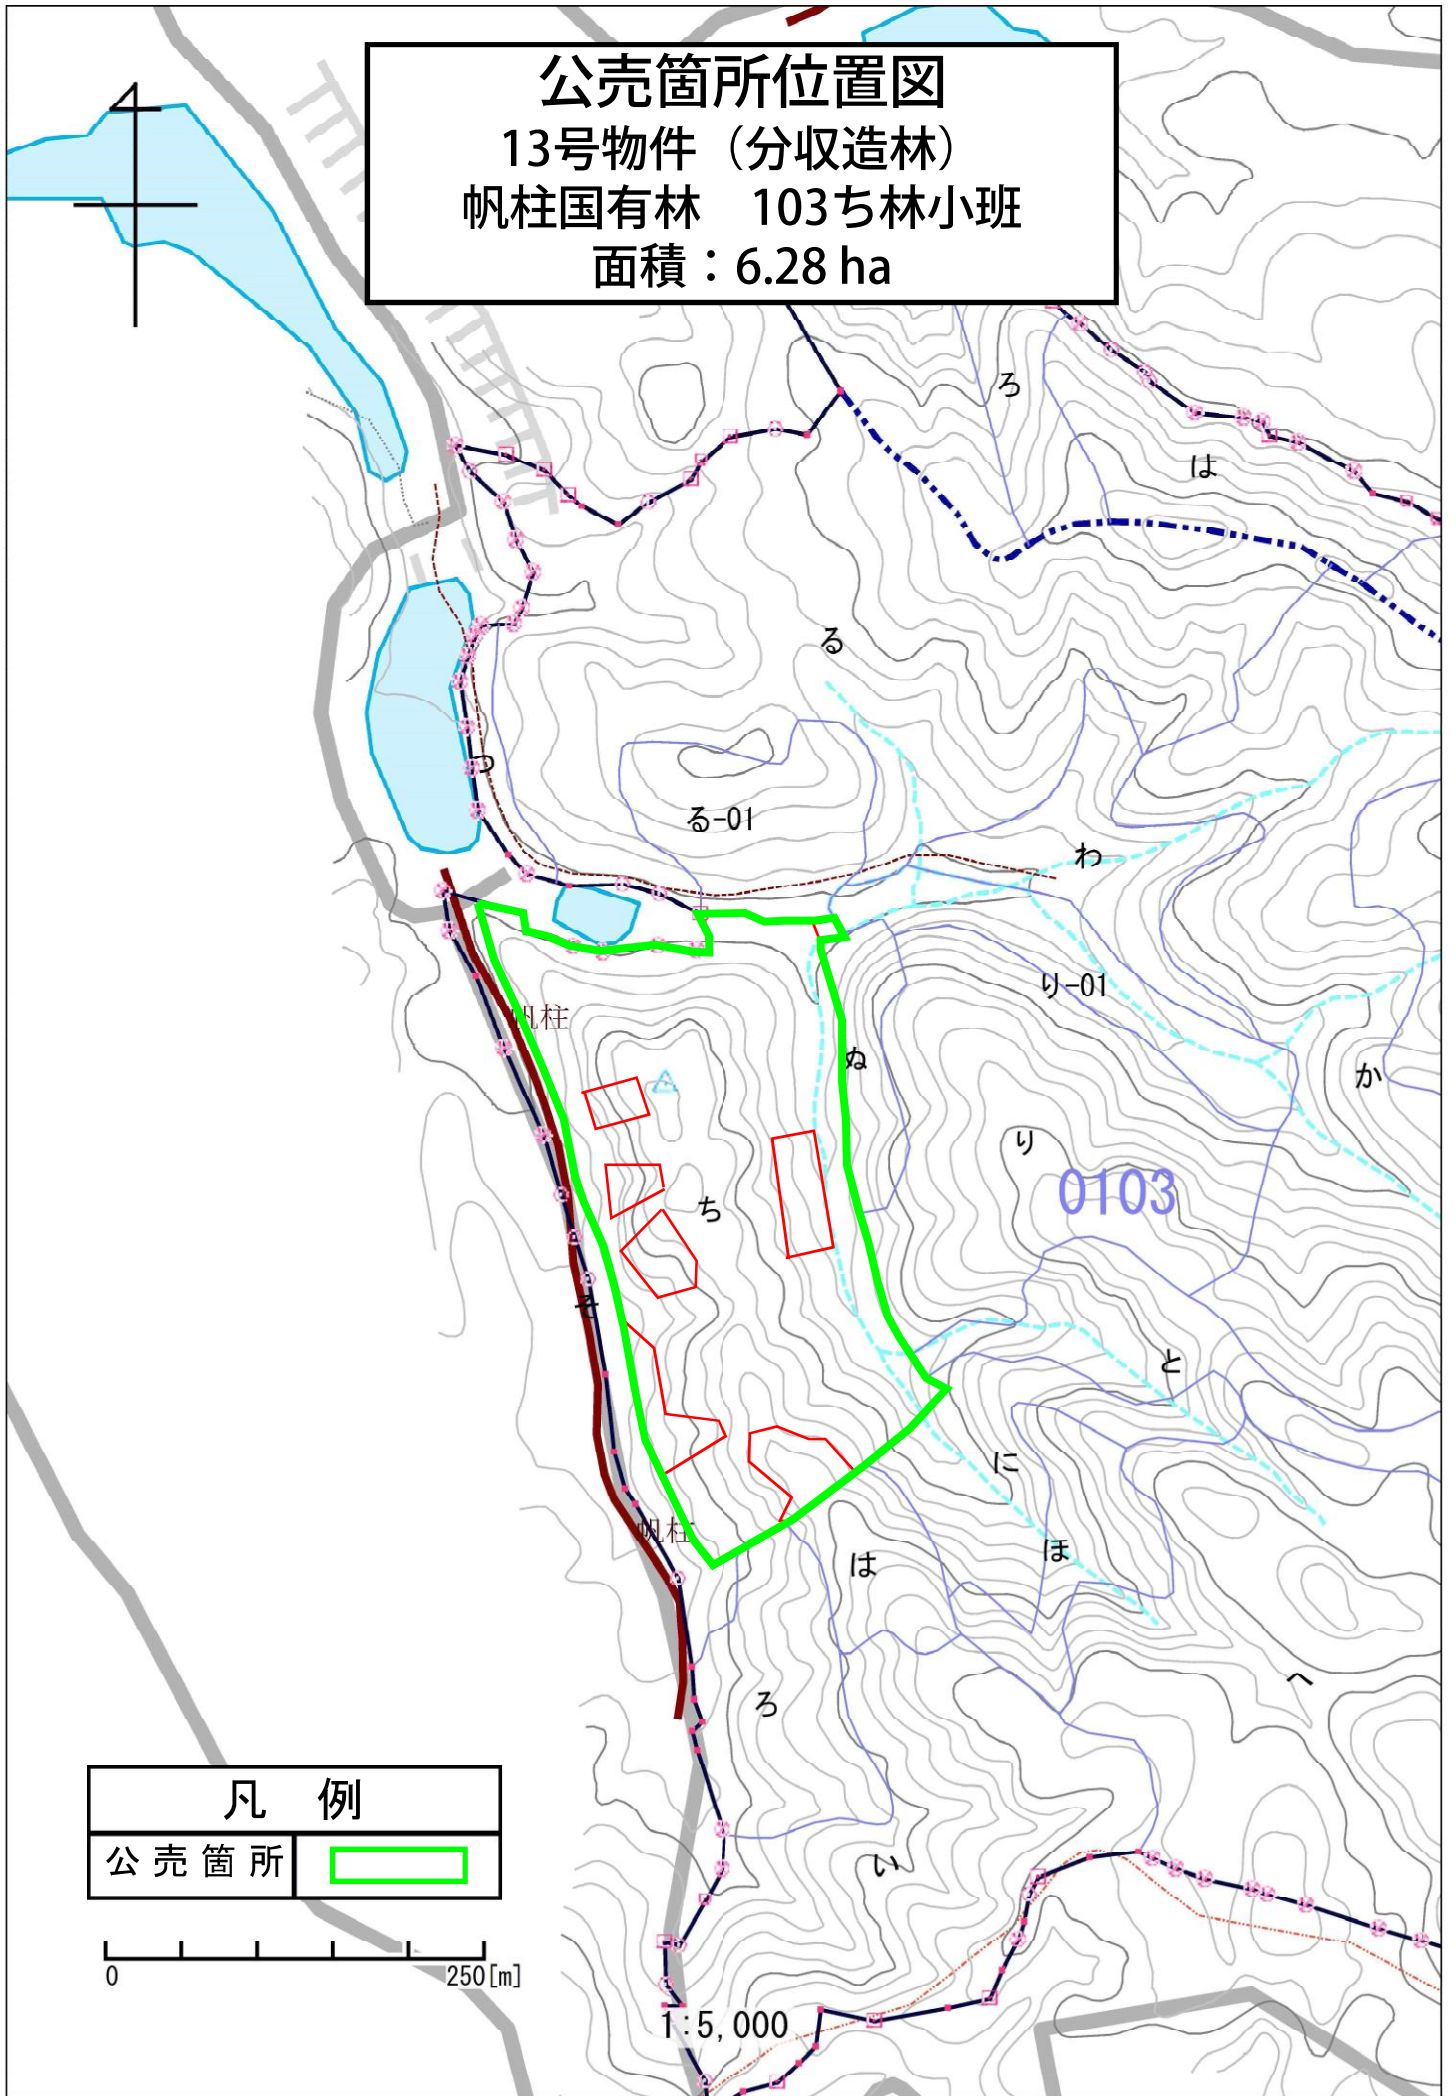 公売箇所位置図
13号物件（分収造林）
帆柱国有林　103ち林小班
面積：6.28 ha
ろ
は
る
つ
る-01
わ
り-01
帆柱
ぬ
か
り
0103
ち
そ
と
に
帆柱
ほ
は
へ
ろ
凡　例
公売箇所
い
0
250[m]
1:5,000